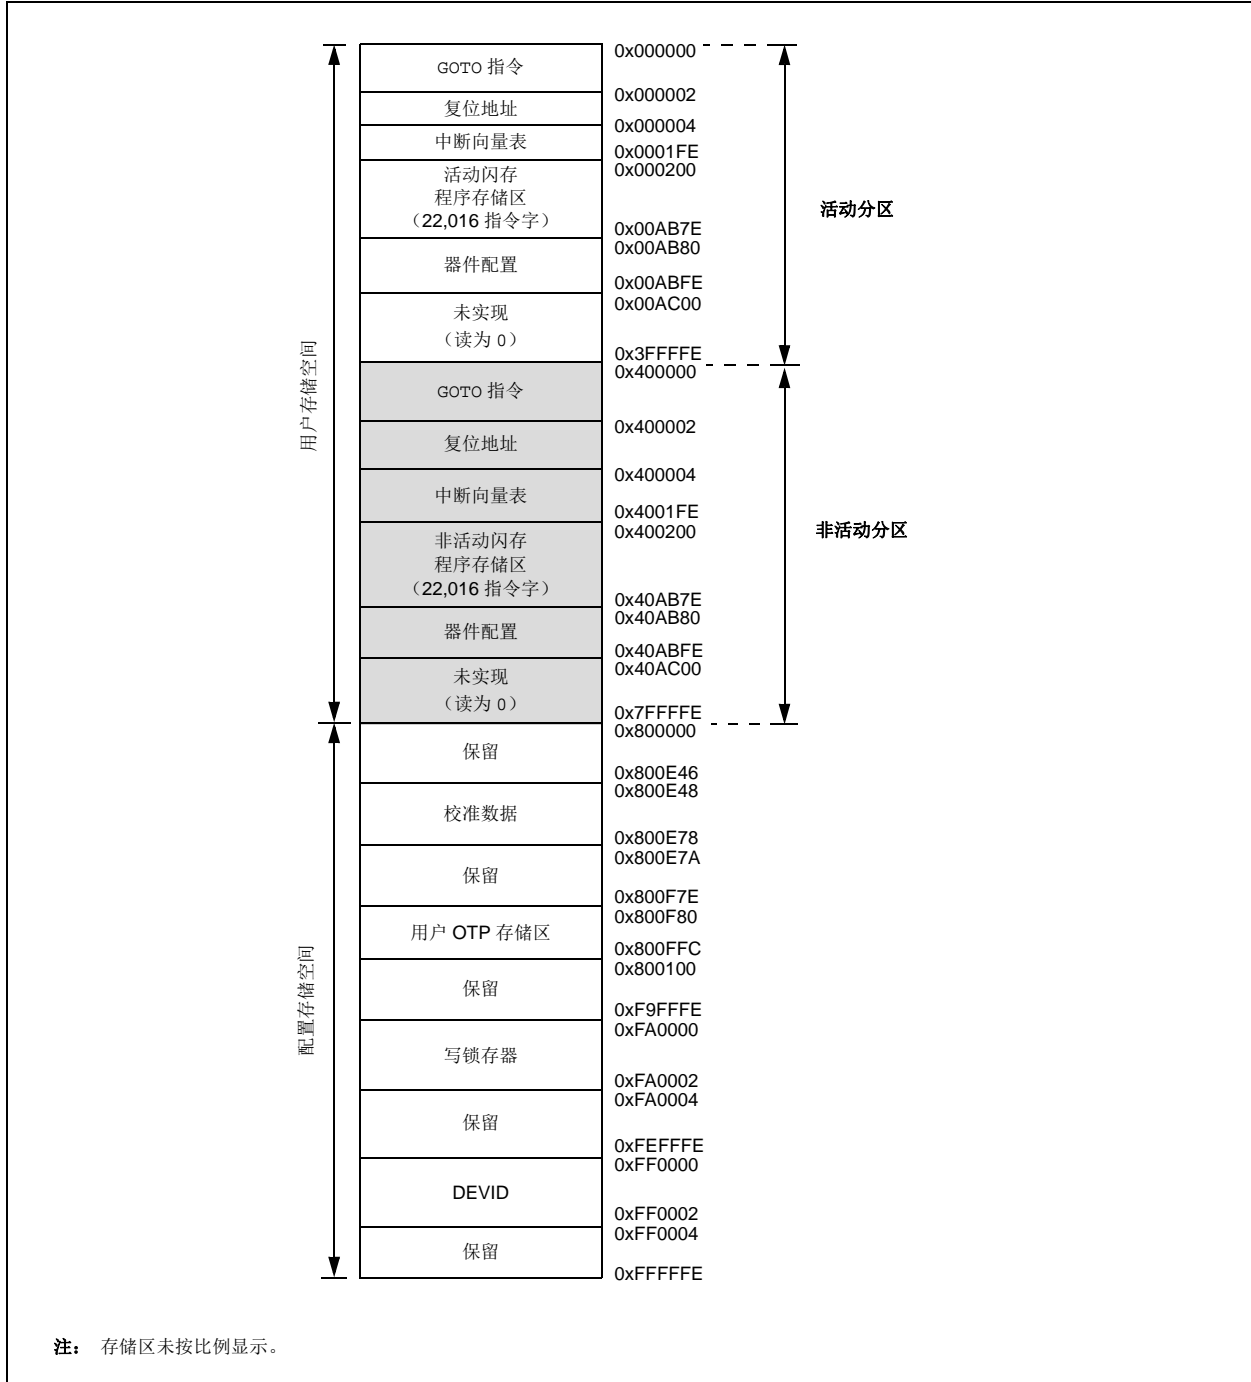 GOTO 指令
0x000000
0x000002
复位地址
0x000004
中断向量表
0x0001FE
0x000200
活动闪存
程序存储区
（22,016 指令字）
0x00AB7E
0x00AB80
器件配置
0x00ABFE
0x00AC00
未实现
（读为 0）
0x3FFFFE
0x400000
活动分区
用户存储空间
GOTO 指令
0x400002
复位地址
0x400004
中断向量表
0x4001FE
0x400200
非活动闪存
程序存储区
（22,016 指令字）
0x40AB7E
0x40AB80
器件配置
0x40ABFE
0x40AC00
未实现
（读为 0）
0x7FFFFE
0x800000
非活动分区
保留
0x800E46
0x800E48
校准数据
0x800E78
0x800E7A
保留
0x800F7E
0x800F80
用户 OTP 存储区
0x800FFC
0x800100
配置存储空间
保留
0xF9FFFE
0xFA0000
写锁存器
0xFA0002
0xFA0004
保留
0xFEFFFE
0xFF0000
DEVID
0xFF0002
0xFF0004
保留
0xFFFFFE
注： 存储区未按比例显示。